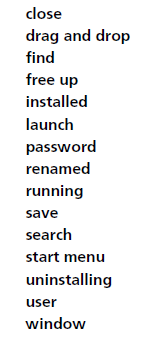 close
drag and drop
find
free up
installed
launch
password
renamed
running
save
search
start menu
uninstalling
user
window